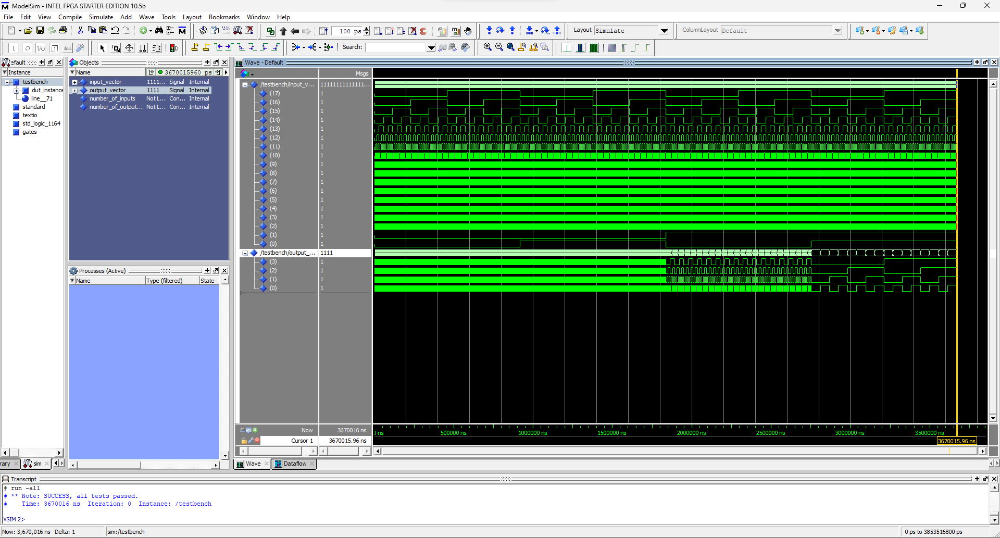 ModelSim - INTEL FPGA STARTER EDITION 10.5b
File Edit View Compile Simulate Add Wave Tools Layout Bookmarks Window Help
100 ps
Layout Simulate
ColumnLayout Default
Search:
efault
Instance
testbench
dut_instance
line__71
standard
textio
std_logic_1164
gates
rary
sim
Objects
Name
3670015960 ps
input_vector 1111... Signal Internal
output_vector 1111 Signal Internal
number_of_inputs Not L... Con... Internal
number_of_output... Not L... Con... Internal
Processes (Active)
Name Type (filtered) State
Wave - Default
Msgs
/testbench/input_v... 11111111111111...
(17) 1
(16) 1
(15) 1
(14) 1
(13) 1
(12) 1
(11) 1
(10) 1
(9) 1
(8) 1
(7) 1
(6) 1
(5) 1
(4) 1
(3) 1
(2) 1
(1) 1
(0) 1
/testbench/output_... 1111
(3) 1
(2) 1
(1) 1
(0) 1
Now 3670016 ns
Cursor 1 3670015.96 ns
ns 500000 ns 1000000 ns 1500000 ns 2000000 ns 2500000 ns 3000000 ns 3500000 ns
3670015.96 ns
Wave
Dataflow
Transcript
# run -all
# ** Note: SUCCESS, all tests passed.
# Time: 3670016 ns Iteration: 0 Instance: /testbench
VSIM 2>
Now: 3,670,016 ns Delta: 1
sim:/testbench
0 ps to 3853516800 ps